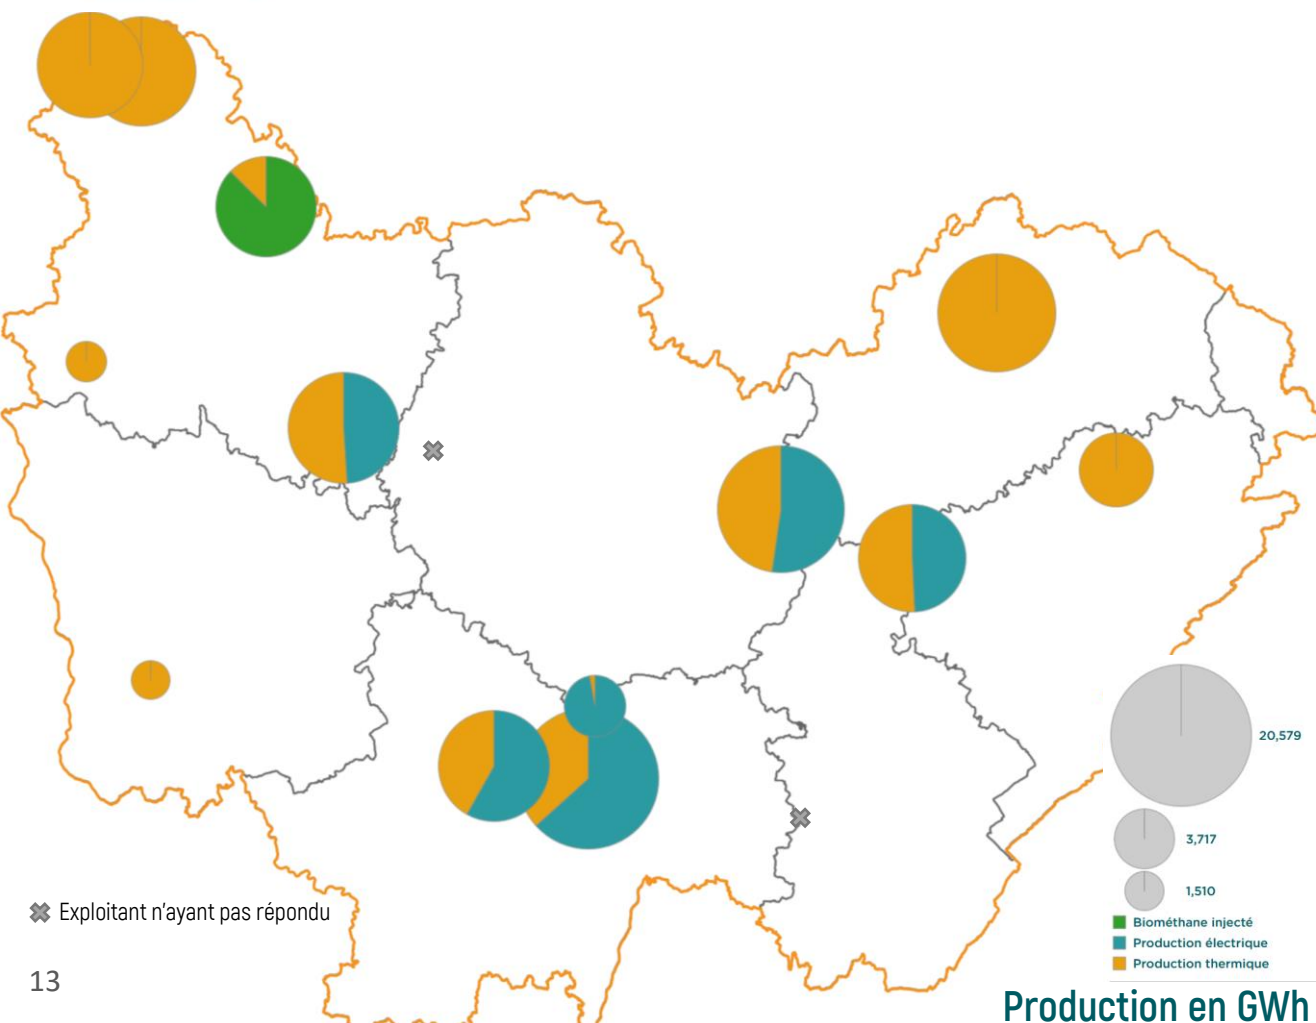 20,579
3,717
1,510
Exploitant n'ayant pas répondu
Biométhane injecté
Production électrique
Production thermique
13
Production en GWh